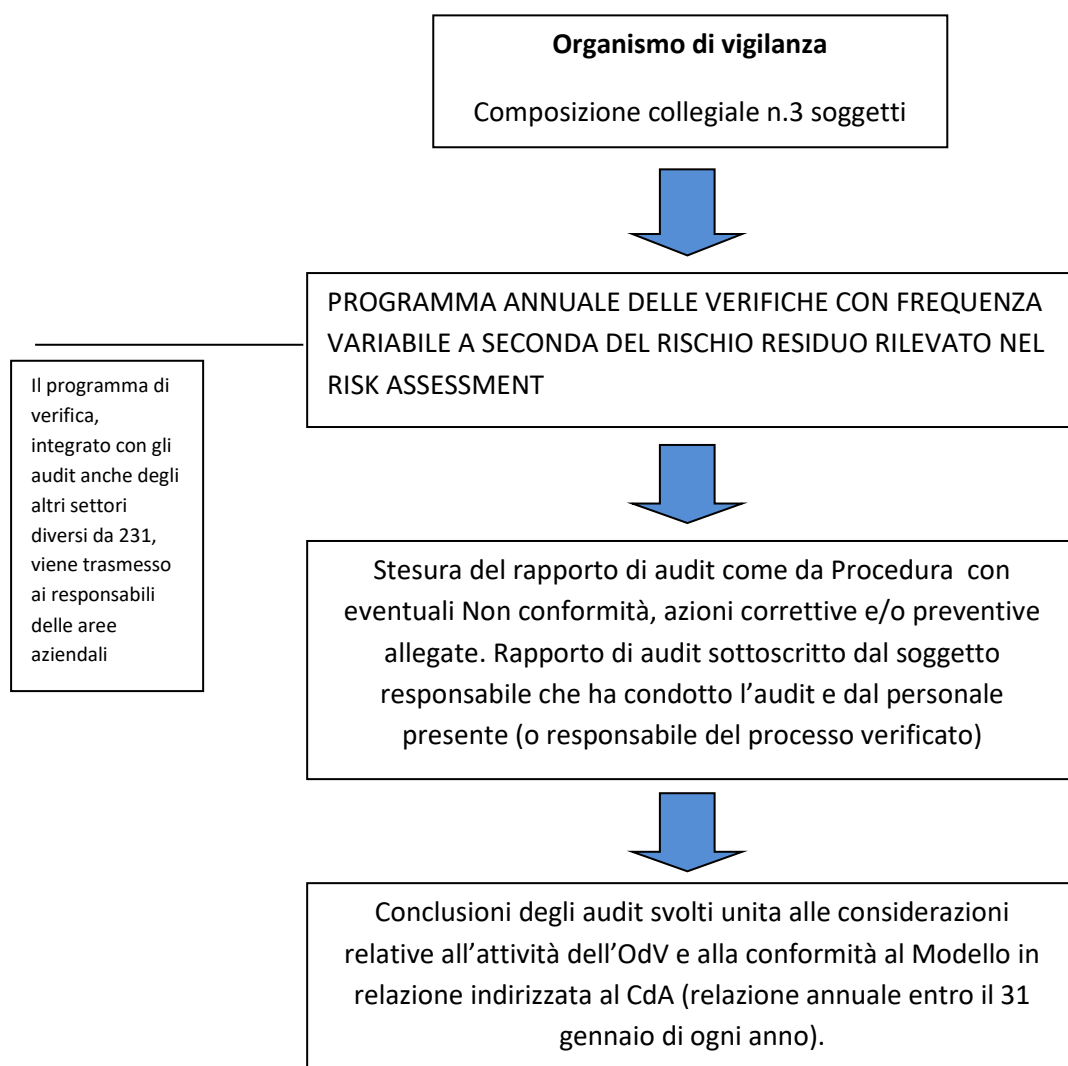 Organismo di vigilanza
Composizione collegiale n.3 soggetti
PROGRAMMA ANNUALE DELLE VERIFICHE CON FREQUENZA
VARIABILE A SECONDA DEL RISCHIO RESIDUO RILEVATO NEL
RISK ASSESSMENT
Il programma di
verifica,
integrato con gli
audit anche degli
altri settori
diversi da 231,
viene trasmesso
ai responsabili
delle aree
aziendali
Stesura del rapporto di audit come da Procedura con
eventuali Non conformità, azioni correttive e/o preventive
allegate. Rapporto di audit sottoscritto dal soggetto
responsabile che ha condotto l’audit e dal personale
presente (o responsabile del processo verificato)
Conclusioni degli audit svolti unita alle considerazioni
relative all’attività dell’OdV e alla conformità al Modello in
relazione indirizzata al CdA (relazione annuale entro il 31
gennaio di ogni anno).